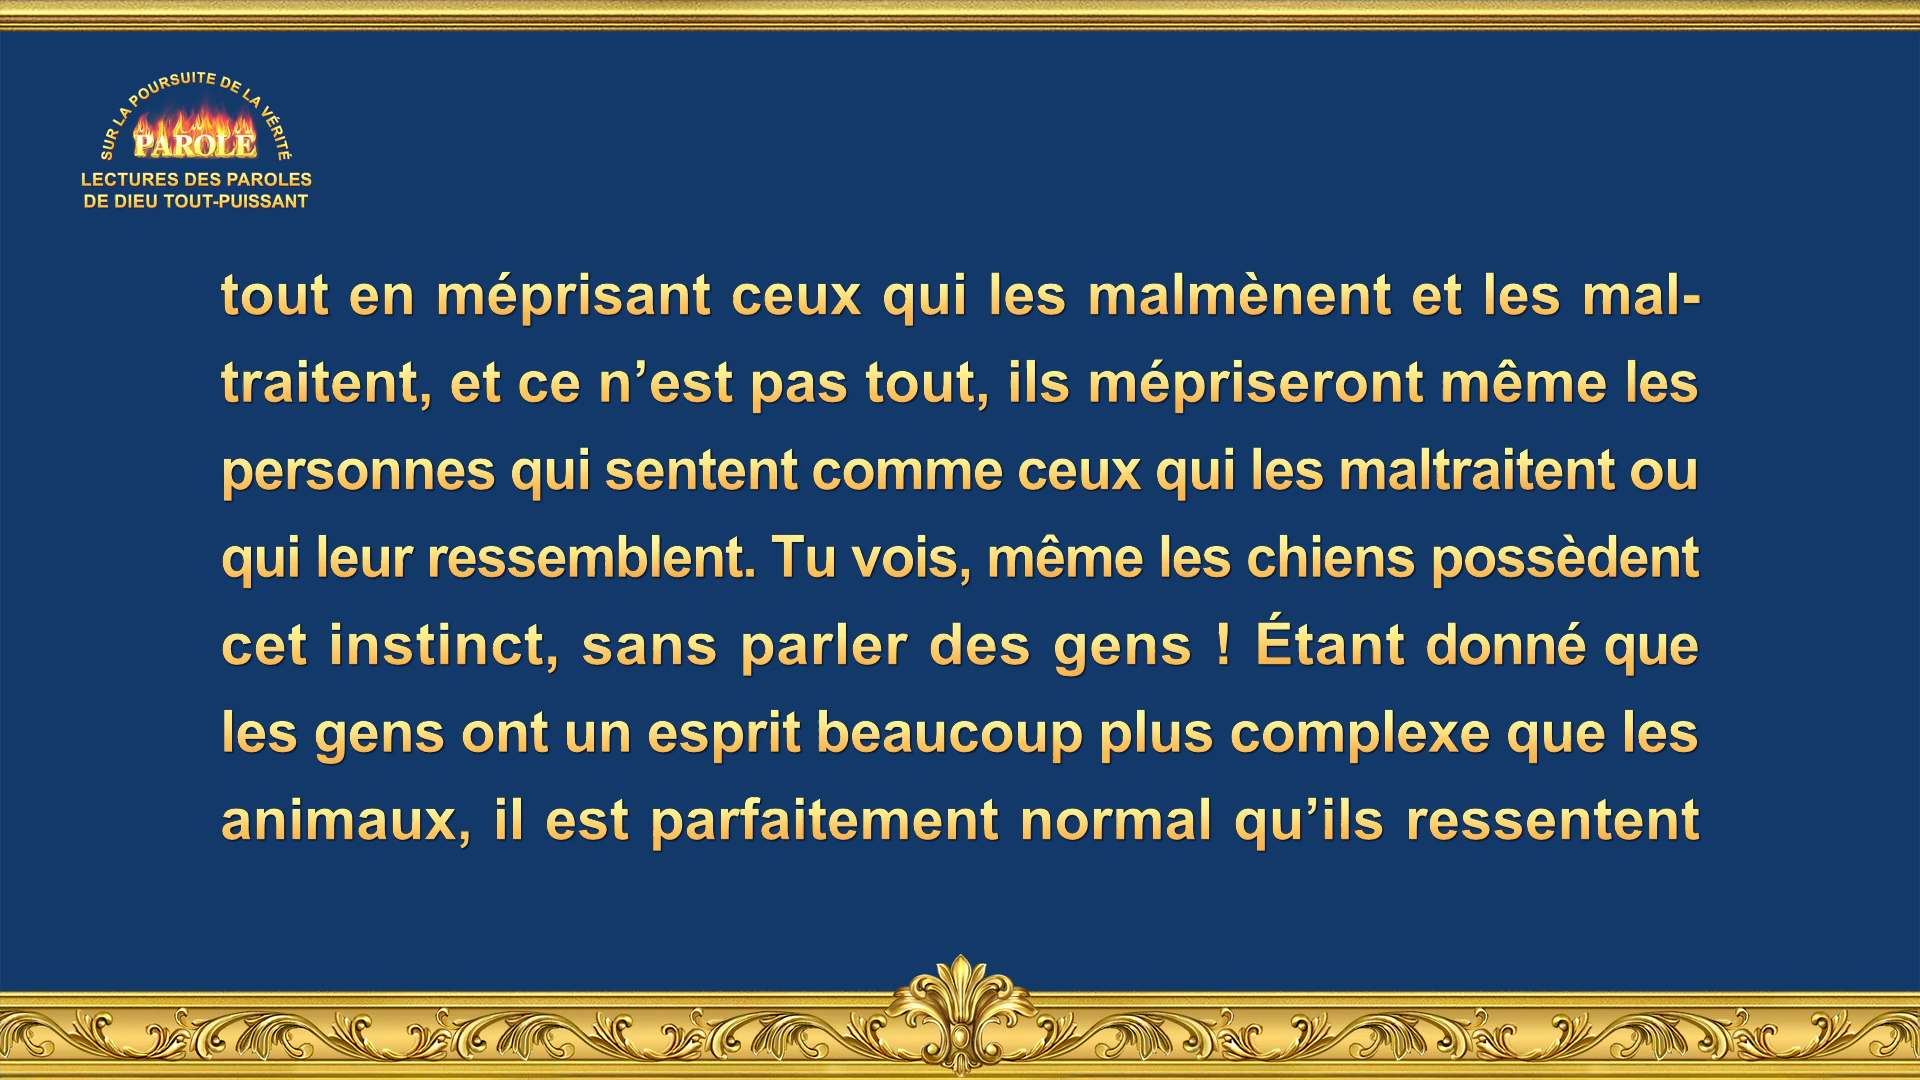 SUR LA POURSUITE DE LA VÉRITÉ
PAROLE
LECTURES DES PAROLES
DE DIEU TOUT-PUISSANT
tout en méprisant ceux qui les malmènent et les mal-
traitent, et ce n’est pas tout, ils mépriseront même les
personnes qui sentent comme ceux qui les maltraitent ou
qui leur ressemblent. Tu vois, même les chiens possèdent
cet instinct, sans parler des gens ! Étant donné que
les gens ont un esprit beaucoup plus complexe que les
animaux, il est parfaitement normal qu’ils ressentent